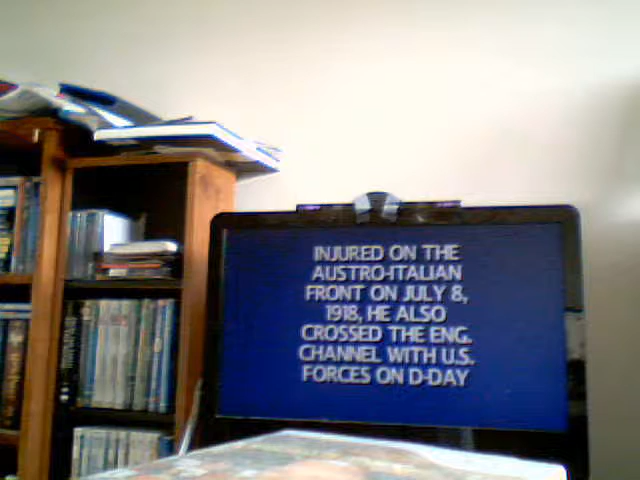 INJURED ON THE
AUSTRO-ITALIAN
FRONT ON JULY 8,
1918, HE ALSO
CROSSED THE ENG.
CHANNEL WITH U.S.
FORCES ON D-DAY